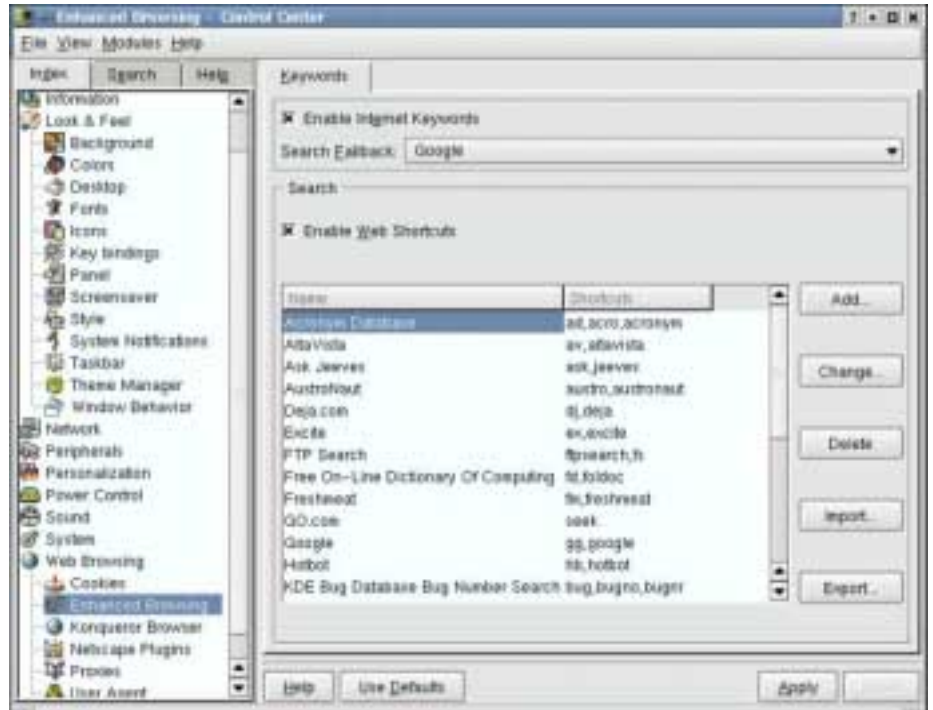 Enhanced Browsing - Control Center
File View Modules Help
Index Search Help
Information
Look & Feel
Background
Colors
Desktop
Fonts
Icons
Key bindings
Panel
Screensaver
Style
System Notifications
Taskbar
Theme Manager
Window Behavior
Network
Peripherals
Personalization
Power Control
Sound
System
Web Browsing
Cookies
Enhanced Browsing
Konqueror Browser
Netscape Plugins
Proxies
User Agent
Keywords
Enable Internet Keywords
Search Fallback: Google
Search
Enable Web Shortcuts
Name Shortcuts
Acronym Database ad,acro,acronym
AltaVista av,altavista
Ask Jeeves ask,jeeves
AustroNaut austro,austronaut
Deja.com dj,deja
Excite ex,excite
FTP Search ftpsearch,fs
Free On-Line Dictionary Of Computing fd,foldoc
Freshmeat fm,freshmeat
GO.com seek
Google gg,google
Hotbot hb,hotbot
KDE Bug Database Bug Number Search bug,bugno,bugnr
Add...
Change...
Delete
Import...
Export...
Help Use Defaults Apply